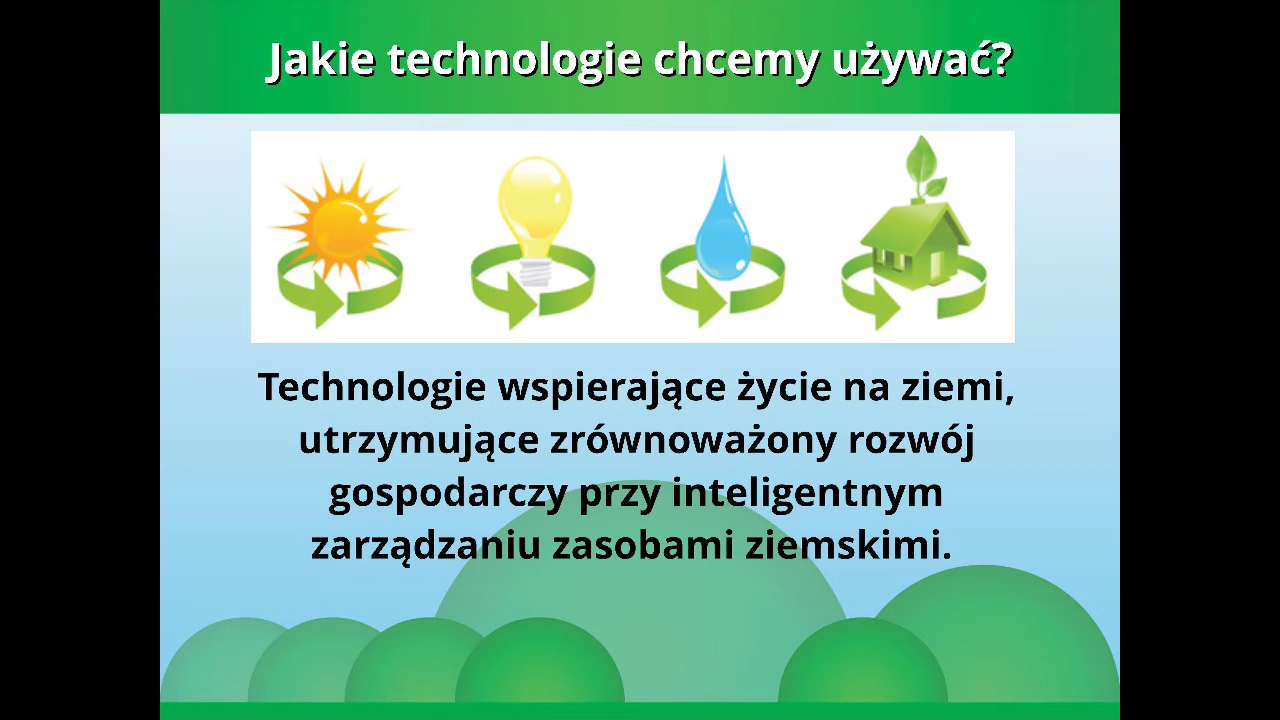 Jakie technologie chcemy używać?
Technologie wspierające życie na ziemi,
utrzymujące zrównoważony rozwój
gospodarczy przy inteligentnym
zarządzaniu zasobami ziemskimi.